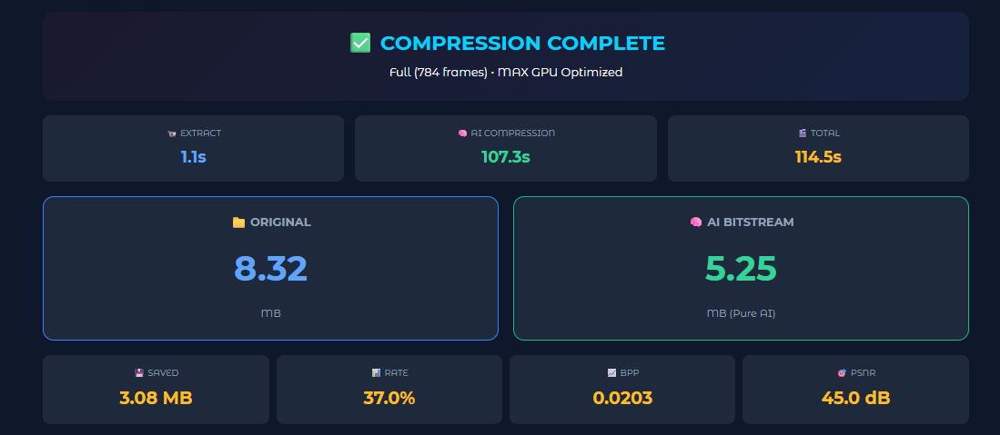 ✅ COMPRESSION COMPLETE
Full (784 frames) • MAX GPU Optimized
EXTRACT
1.1s
🧠 AI COMPRESSION
107.3s
TOTAL
114.5s
📁 ORIGINAL
8.32
MB
🧠 AI BITSTREAM
5.25
MB (Pure AI)
💾 SAVED
3.08 MB
📊 RATE
37.0%
📈 BPP
0.0203
🎯 PSNR
45.0 dB